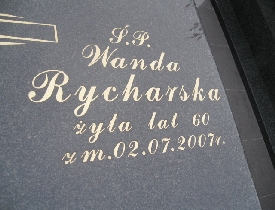 Ś.P.
Wanda
Rycharska
żyła lat 60
zm.02.07.2007r.